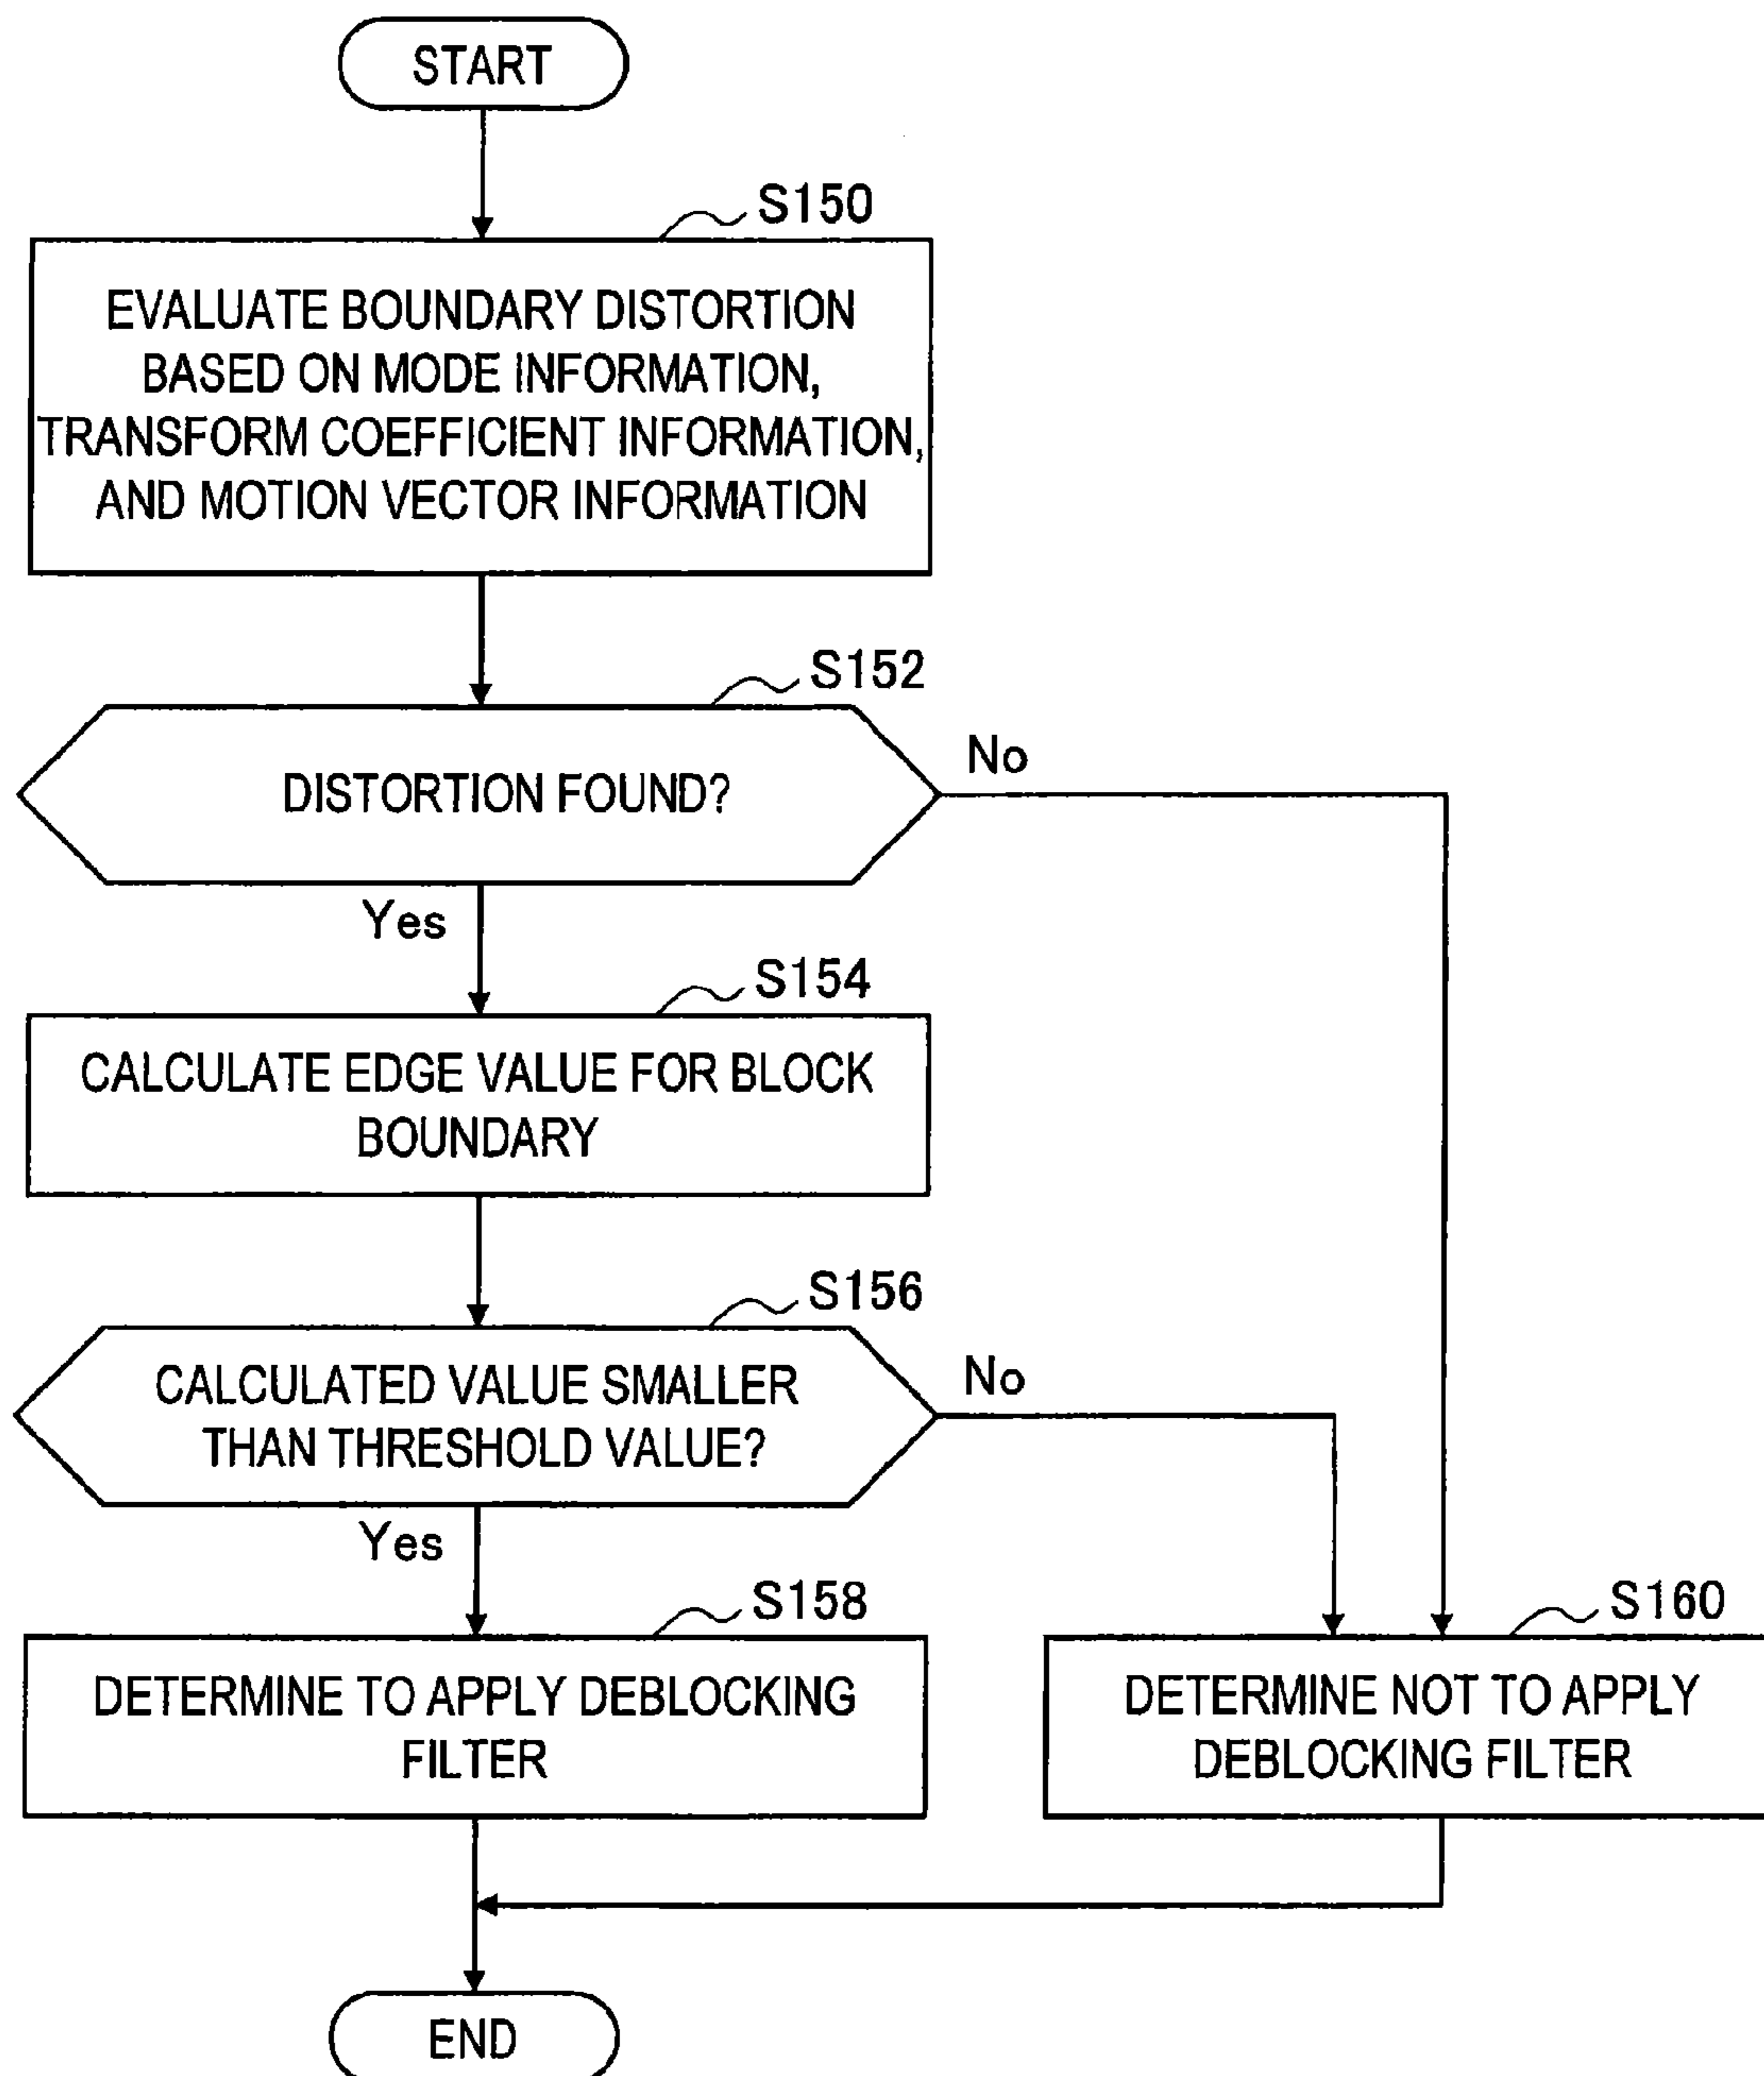 START
S150
EVALUATE BOUNDARY DISTORTION
BASED ON MODE INFORMATION,
TRANSFORM COEFFICIENT INFORMATION,
AND MOTION VECTOR INFORMATION
S152
DISTORTION FOUND?
No
Yes
S154
CALCULATE EDGE VALUE FOR BLOCK
BOUNDARY
S156
CALCULATED VALUE SMALLER
THAN THRESHOLD VALUE?
No
Yes
S158
DETERMINE TO APPLY DEBLOCKING
FILTER
S160
DETERMINE NOT TO APPLY
DEBLOCKING FILTER
END